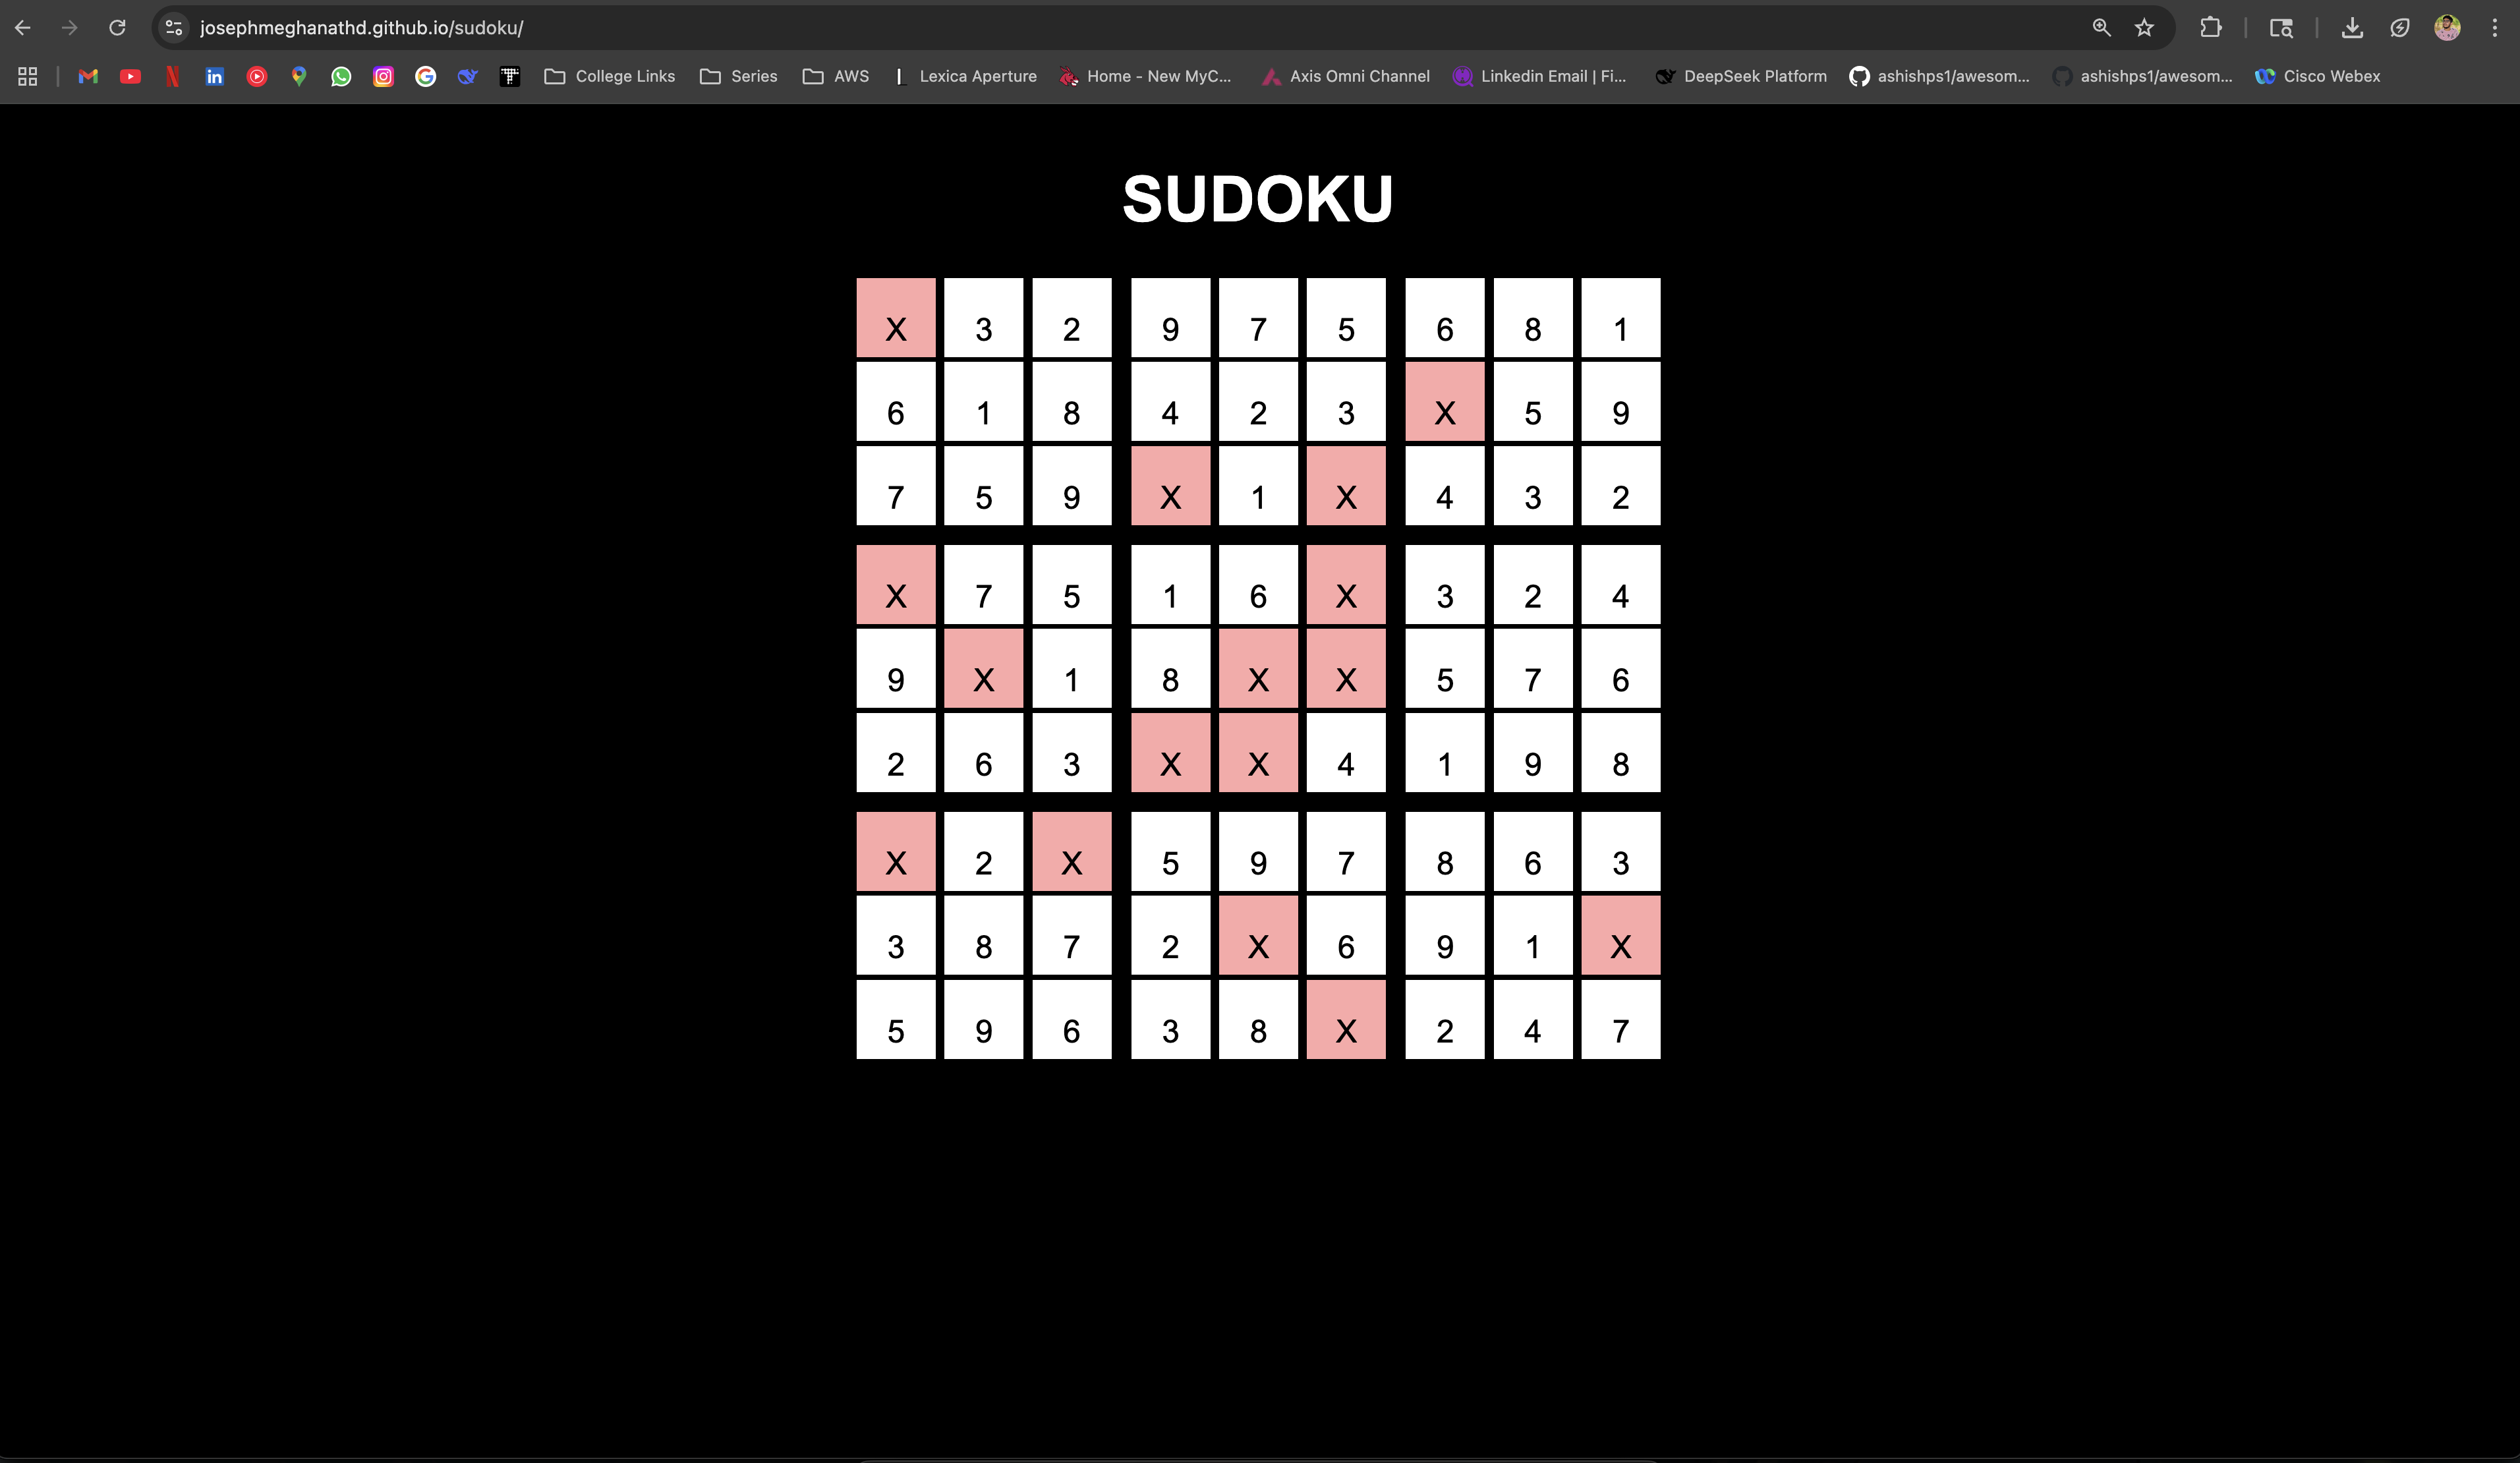 josephmeghanathd.github.io/sudoku/
College Links Series AWS Lexica Aperture Home - New MyC... Axis Omni Channel Linkedin Email | Fi... DeepSeek Platform ashishps1/awesom... ashishps1/awesom... Cisco Webex
SUDOKU
X 3 2 9 7 5 6 8 1
6 1 8 4 2 3 X 5 9
7 5 9 X 1 X 4 3 2
X 7 5 1 6 X 3 2 4
9 X 1 8 X X 5 7 6
2 6 3 X X 4 1 9 8
X 2 X 5 9 7 8 6 3
3 8 7 2 X 6 9 1 X
5 9 6 3 8 X 2 4 7